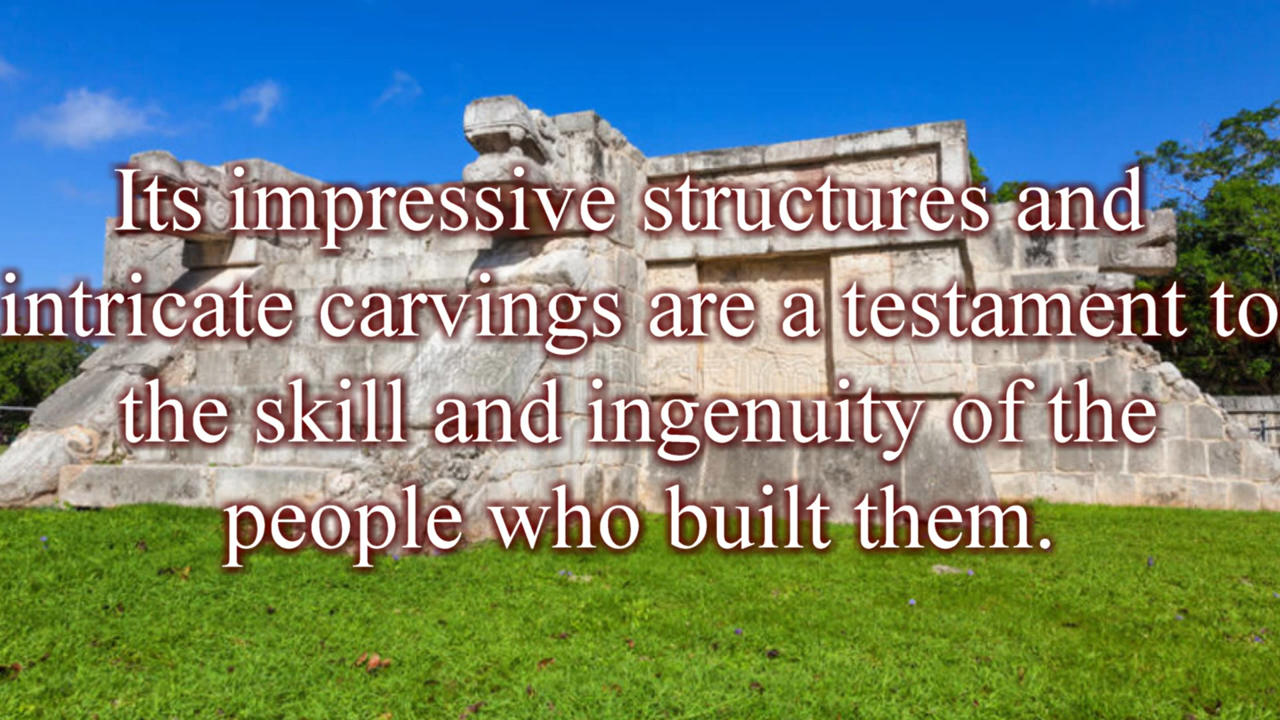 Its impressive structures and
intricate carvings are a testament to
the skill and ingenuity of the
people who built them.